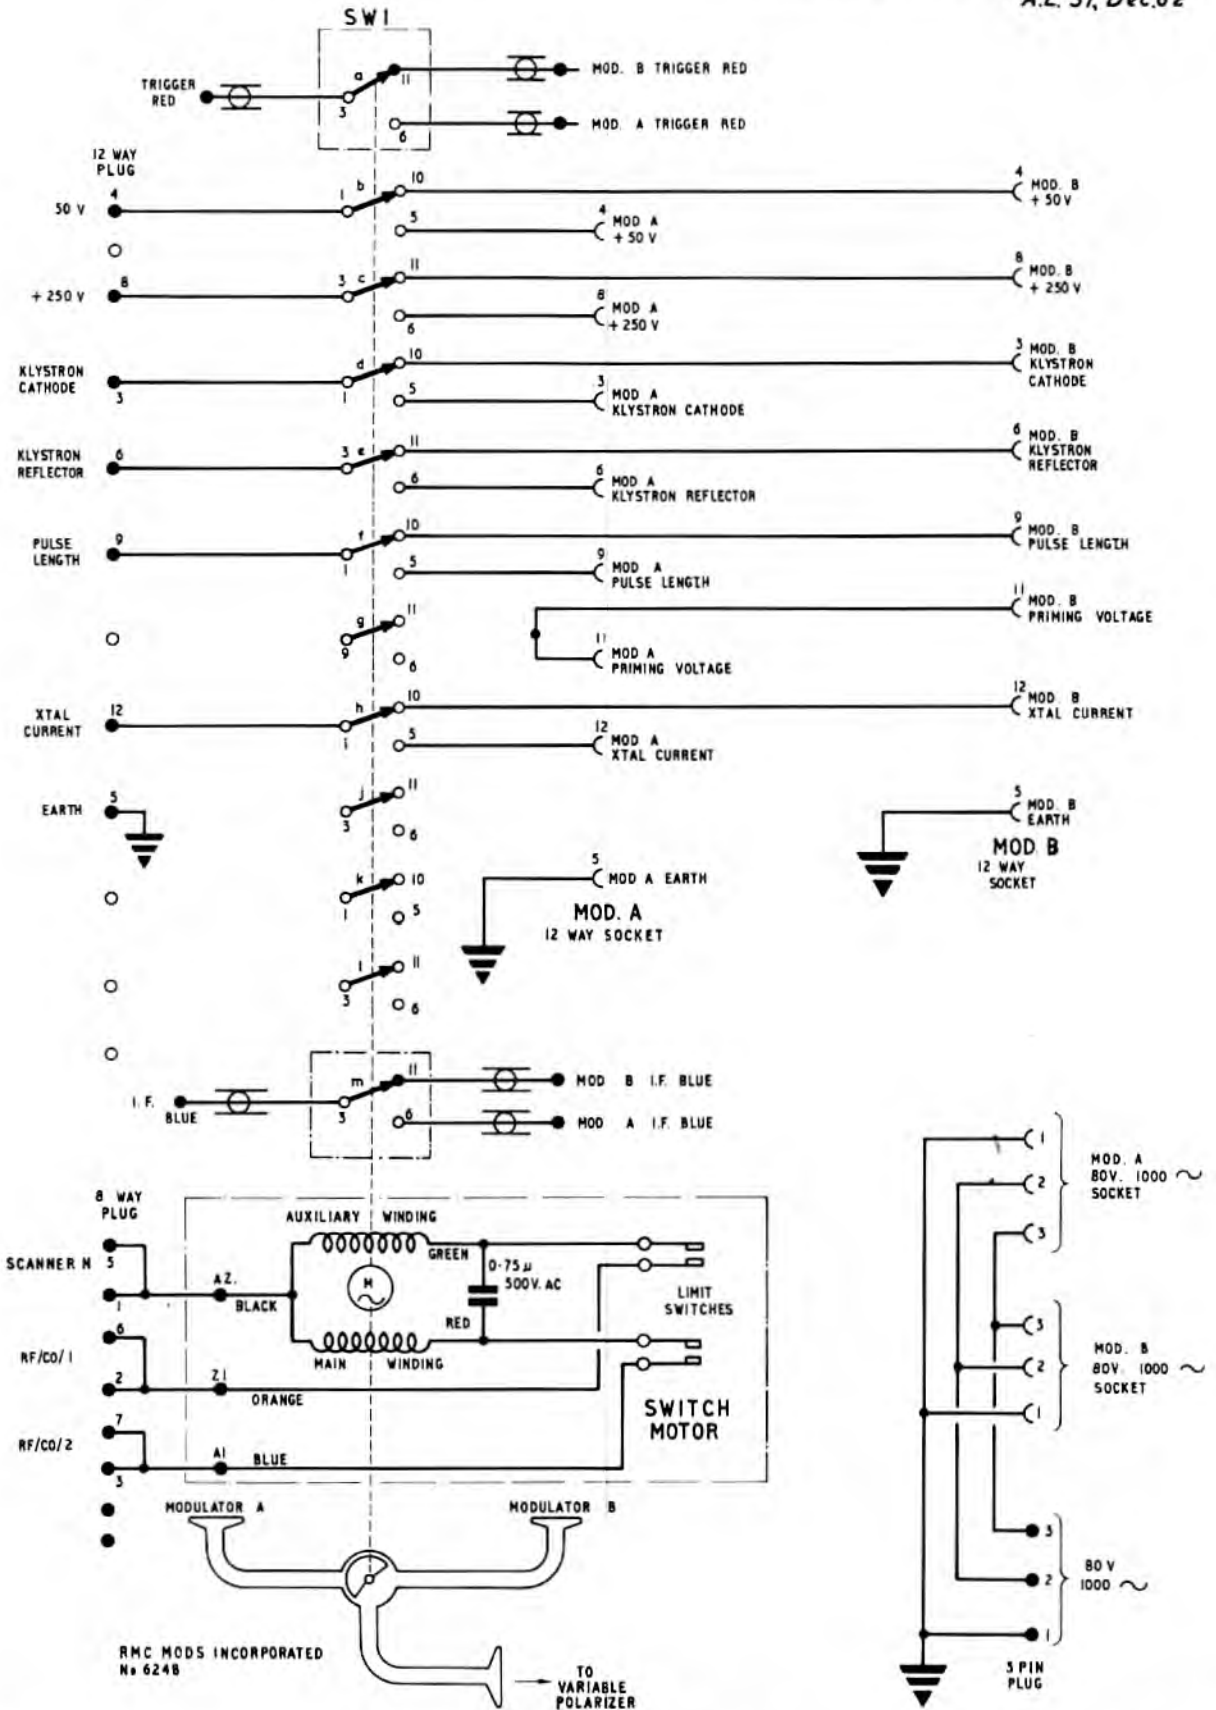 A.L. 37, Dec. 62
SW1
TRIGGER
RED
a
11
3
6
MOD. B TRIGGER RED
MOD. A TRIGGER RED
12 WAY
PLUG
50 V
4
1
b
10
5
4
MOD A
+ 50 V
4
MOD. B
+ 50 V
+ 250 V
8
3
c
11
6
8
MOD A
+ 250 V
8
MOD. B
+ 250 V
KLYSTRON
CATHODE
3
d
1
10
5
3
MOD A
KLYSTRON CATHODE
3
MOD. B
KLYSTRON
CATHODE
KLYSTRON
REFLECTOR
6
3
e
11
6
6
MOD A
KLYSTRON REFLECTOR
6
MOD. B
KLYSTRON
REFLECTOR
PULSE
LENGTH
9
f
1
10
5
9
MOD A
PULSE LENGTH
9
MOD. B
PULSE LENGTH
g
9
11
6
11
MOD A
PRIMING VOLTAGE
11
MOD. B
PRIMING VOLTAGE
XTAL
CURRENT
12
h
1
10
5
12
MOD A
XTAL CURRENT
12
MOD. B
XTAL CURRENT
EARTH
5
j
3
11
6
5
MOD. B
EARTH
MOD. B
12 WAY
SOCKET
k
1
10
5
5
MOD A EARTH
MOD. A
12 WAY SOCKET
l
3
11
6
I.F.
BLUE
m
3
11
6
MOD B I.F. BLUE
MOD A I.F. BLUE
8 WAY
PLUG
SCANNER N
5
1
A2.
BLACK
AUXILIARY WINDING
GREEN
M
0·75μ
500V. AC
RED
MAIN WINDING
LIMIT
SWITCHES
RF/CO/1
6
2
Z1
ORANGE
RF/CO/2
7
3
A1
BLUE
SWITCH
MOTOR
MODULATOR A
MODULATOR B
TO
VARIABLE
POLARIZER
RMC MODS INCORPORATED
No 6248
1
2
3
MOD. A
80V. 1000 ~
SOCKET
3
2
1
MOD. B
80V. 1000 ~
SOCKET
3
2
1
80 V
1000 ~
3 PIN
PLUG